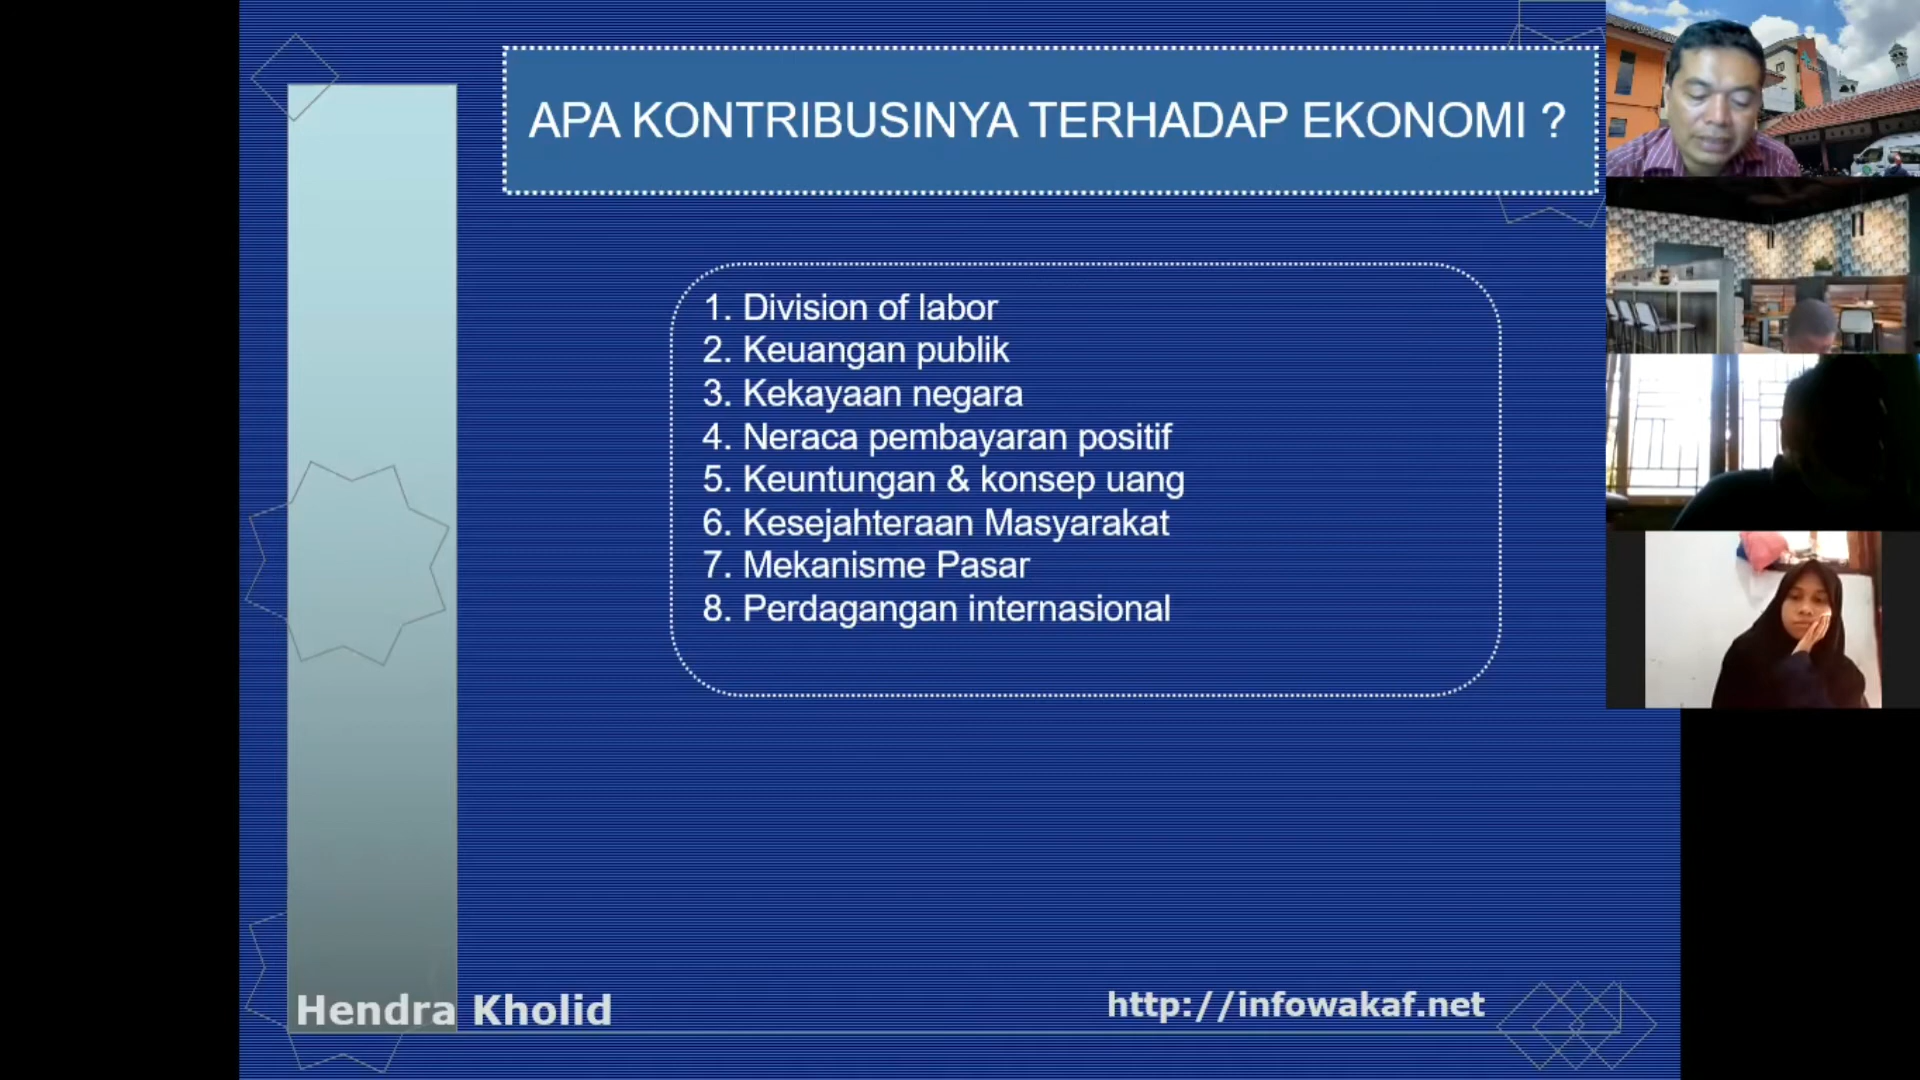 APA KONTRIBUSINYA TERHADAP EKONOMI ?
1. Division of labor
2. Keuangan publik
3. Kekayaan negara
4. Neraca pembayaran positif
5. Keuntungan & konsep uang
6. Kesejahteraan Masyarakat
7. Mekanisme Pasar
8. Perdagangan internasional
Hendra Kholid
http://infowakaf.net